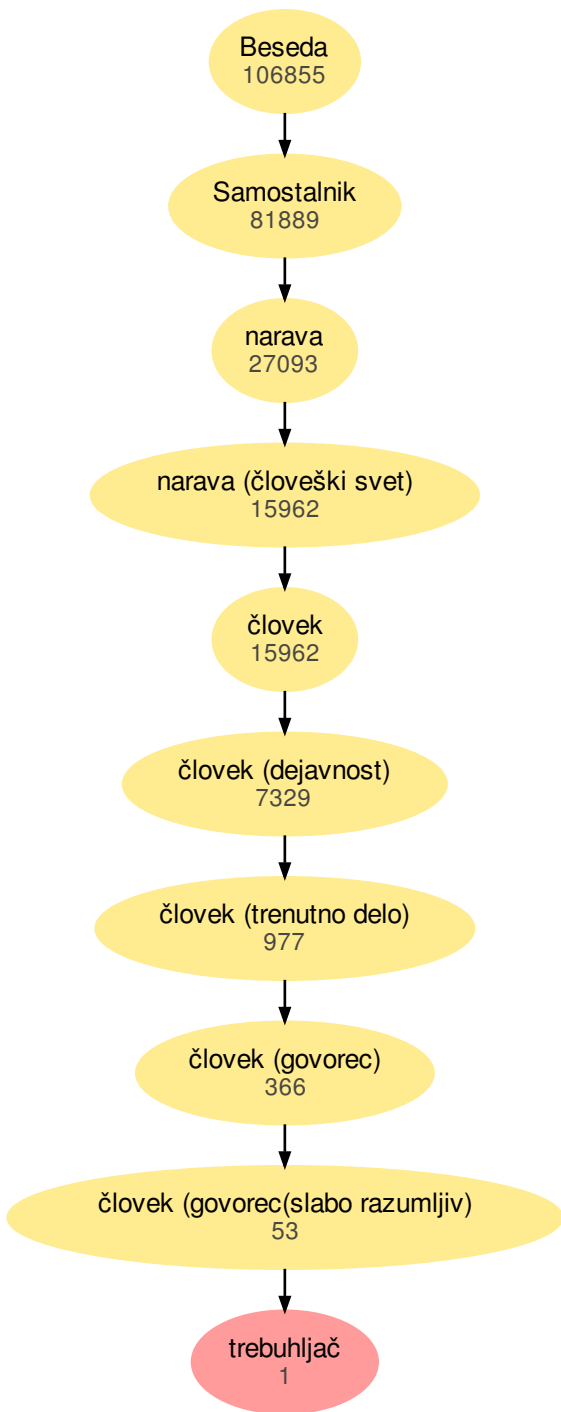 Beseda
106855
Samostalnik
81889
narava
27093
narava (človeški svet)
15962
človek
15962
človek (dejavnost)
7329
človek (trenutno delo)
977
človek (govorec)
366
človek (govorec(slabo razumljiv)
53
trebuhljač
1